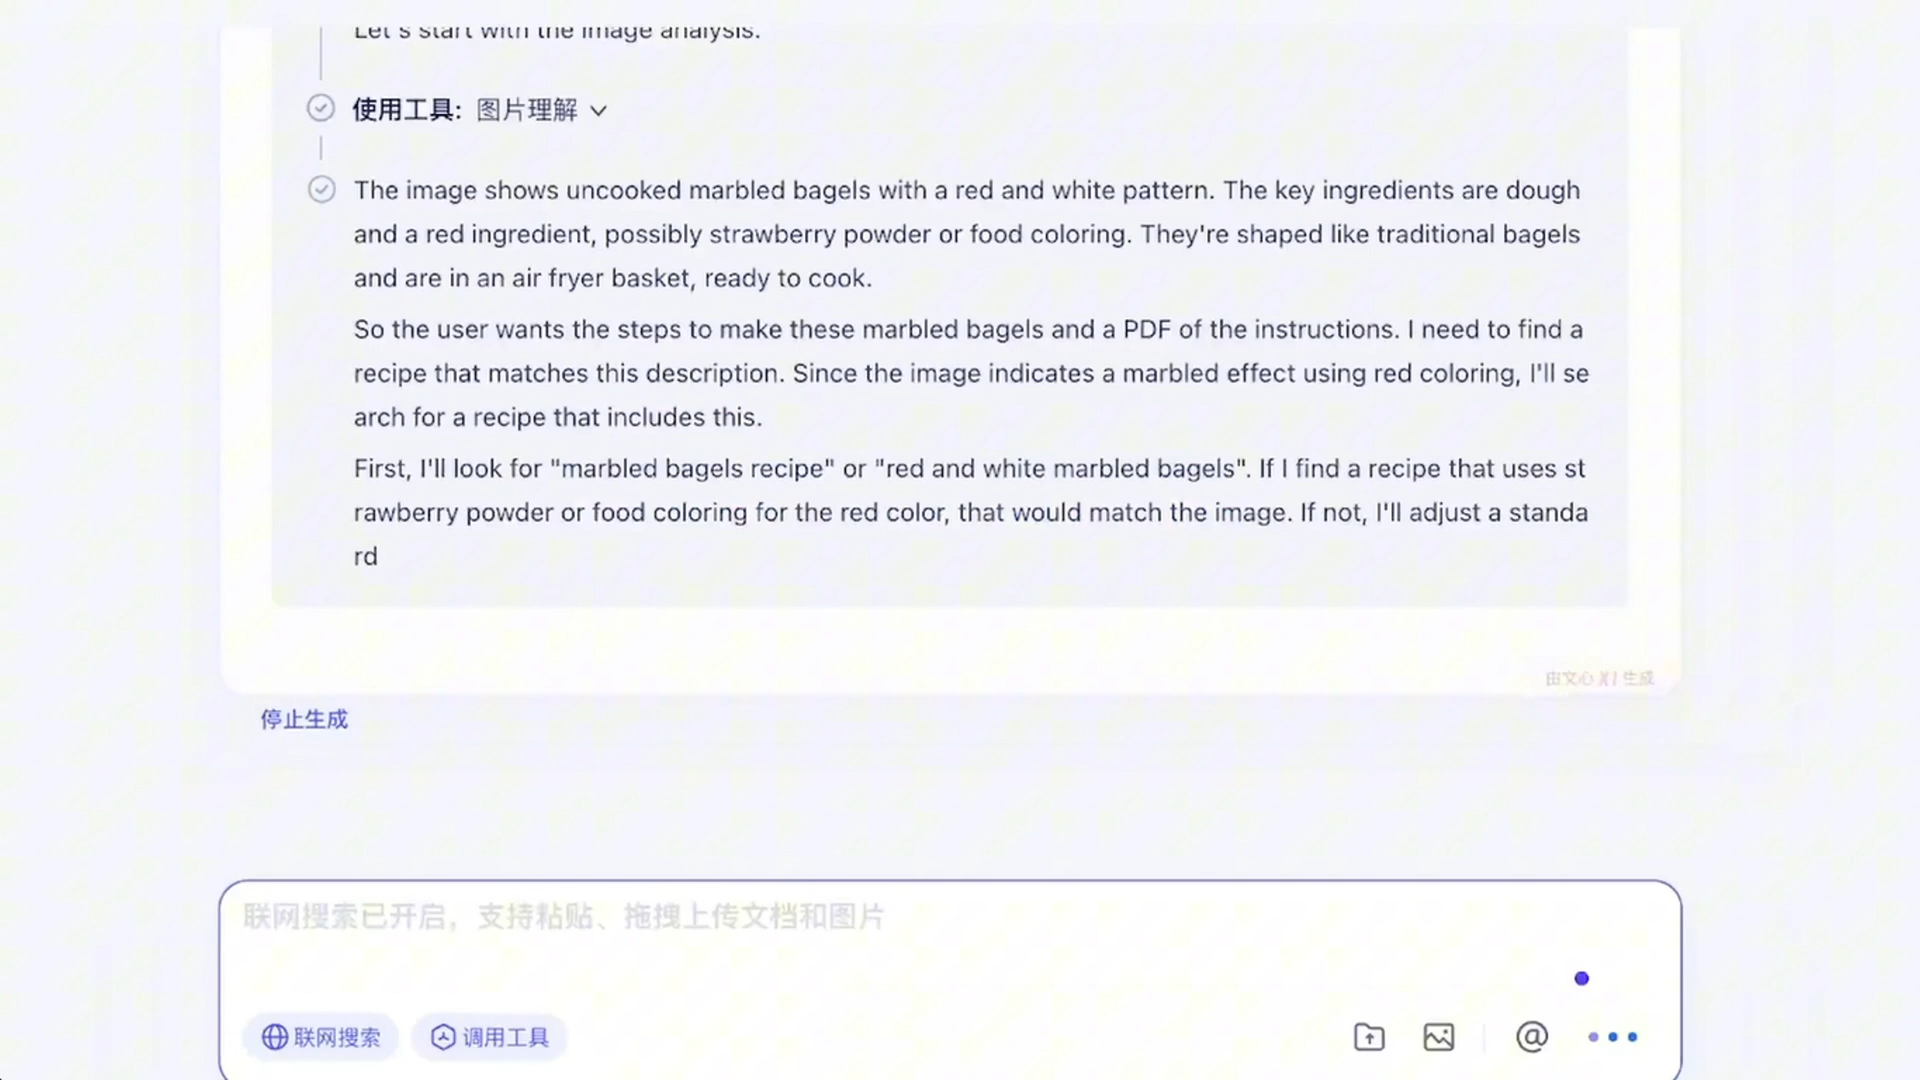 Let's start with the image analysis.
使用工具: 图片理解
The image shows uncooked marbled bagels with a red and white pattern. The key ingredients are dough
and a red ingredient, possibly strawberry powder or food coloring. They're shaped like traditional bagels
and are in an air fryer basket, ready to cook.
So the user wants the steps to make these marbled bagels and a PDF of the instructions. I need to find a
recipe that matches this description. Since the image indicates a marbled effect using red coloring, I'll se
arch for a recipe that includes this.
First, I'll look for "marbled bagels recipe" or "red and white marbled bagels". If I find a recipe that uses st
rawberry powder or food coloring for the red color, that would match the image. If not, I'll adjust a standa
rd
由文心 X1 生成
停止生成
联网搜索已开启，支持粘贴、拖拽上传文档和图片
联网搜索 调用工具